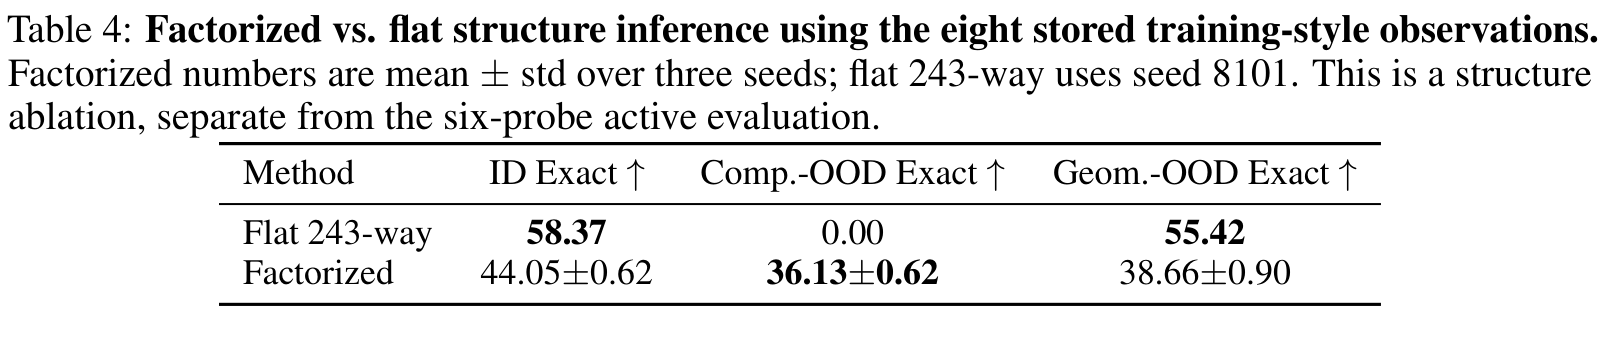 Table 4: Factorized vs. flat structure inference using the eight stored training-style observations.
Factorized numbers are mean ± std over three seeds; flat 243-way uses seed 8101. This is a structure
ablation, separate from the six-probe active evaluation.
Method ID Exact ↑ Comp.-OOD Exact ↑ Geom.-OOD Exact ↑
Flat 243-way 58.37 0.00 55.42
Factorized 44.05±0.62 36.13±0.62 38.66±0.90